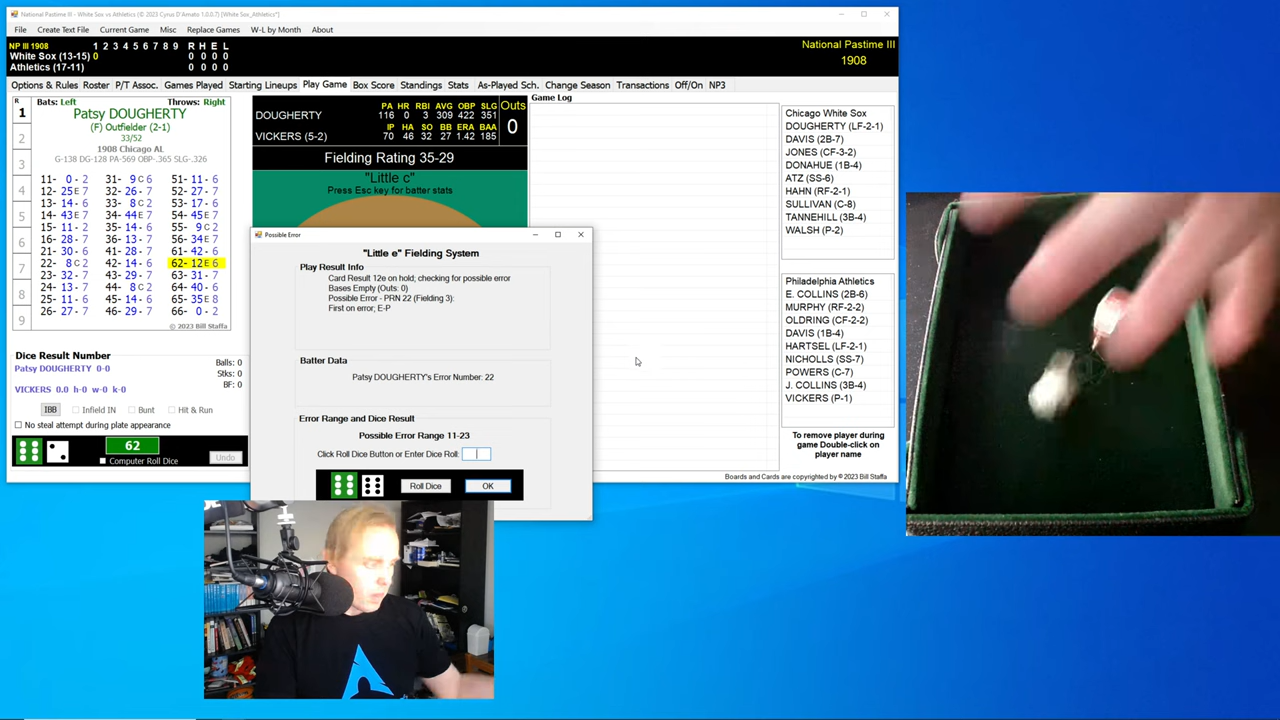 National Pastime III - White Sox vs Athletics (© 2023 Cyrus D'Amato 1.0.0.7) [White Sox_Athletics*]
File Create Text File Current Game Misc Replace Games W-L by Month About
NP III 1908 1 2 3 4 5 6 7 8 9 R H E L
White Sox (13-15) 0 0 0 0 0
Athletics (17-11) 0 0 0 0
National Pastime III
1908
Options & Rules Roster P/T Assoc. Games Played Starting Lineups Play Game Box Score Standings Stats As-Played Sch. Change Season Transactions Off/On NP3
R
1
2
3
4
5
6
7
8
9
Bats: Left Throws: Right
Patsy DOUGHERTY
(F) Outfielder (2-1)
33/52
1908 Chicago AL
G-138 DG-128 PA-569 OBP-.365 SLG-.326
11- 0 - 2 31- 9 C 6 51- 11 - 6
12- 25 E 7 32- 26 - 7 52- 27 - 7
13- 14 - 6 33- 8 C 2 53- 17 - 6
14- 43 E 7 34- 44 E 7 54- 41 - 7
15- 11 - 2 35- 14 - 6 55- 9 C 2
16- 28 - 7 36- 13 - 7 56- 34 E 7
21- 30 - 6 41- 28 - 7 61- 42 - 6
22- 8 C 2 42- 14 - 6 62- 12 E 6
23- 32 - 7 43- 29 - 7 63- 31 - 7
24- 13 - 7 44- 8 C 2 64- 40 - 6
25- 11 - 6 45- 14 - 6 65- 35 E 8
26- 27 - 7 46- 29 - 7 66- 0 - 2
© 2023 Bill Staffa
PA HR RBI AVG OBP SLG
DOUGHERTY 116 0 3 309 422 351
IP HA SO BB ERA BAA
VICKERS (5-2) 70 46 32 27 1.42 185
Outs
0
Fielding Rating 35-29
"Little c"
Press Esc key for batter stats
Game Log
Chicago White Sox
DOUGHERTY (LF-2-1)
DAVIS (2B-7)
JONES (CF-3-2)
DONAHUE (1B-4)
ATZ (SS-6)
HAHN (RF-2-1)
SULLIVAN (C-8)
TANNEHILL (3B-4)
WALSH (P-2)
Philadelphia Athletics
E. COLLINS (2B-6)
MURPHY (RF-2-2)
OLDRING (CF-2-2)
DAVIS (1B-4)
HARTSEL (LF-2-1)
NICHOLLS (SS-7)
POWERS (C-7)
J. COLLINS (3B-4)
VICKERS (P-1)
To remove player during
game Double-click on
player name
Boards and Cards are copyrighted by © 2023 Bill Staffa
Possible Error
"Little e" Fielding System
Play Result Info
Card Result 12e on hold; checking for possible error
Bases Empty (Outs: 0)
Possible Error - PRN 22 (Fielding 3):
First on error; E-P
Batter Data
Patsy DOUGHERTY's Error Number: 22
Error Range and Dice Result
Possible Error Range 11-23
Click Roll Dice Button or Enter Dice Roll:
Roll Dice OK
Dice Result Number
Patsy DOUGHERTY 0-0
VICKERS 0.0 h-0 w-0 k-0
Balls: 0
Stks: 0
BF: 0
IBB Infield IN Bunt Hit & Run
No steal attempt during plate appearance
62
Computer Roll Dice
Undo